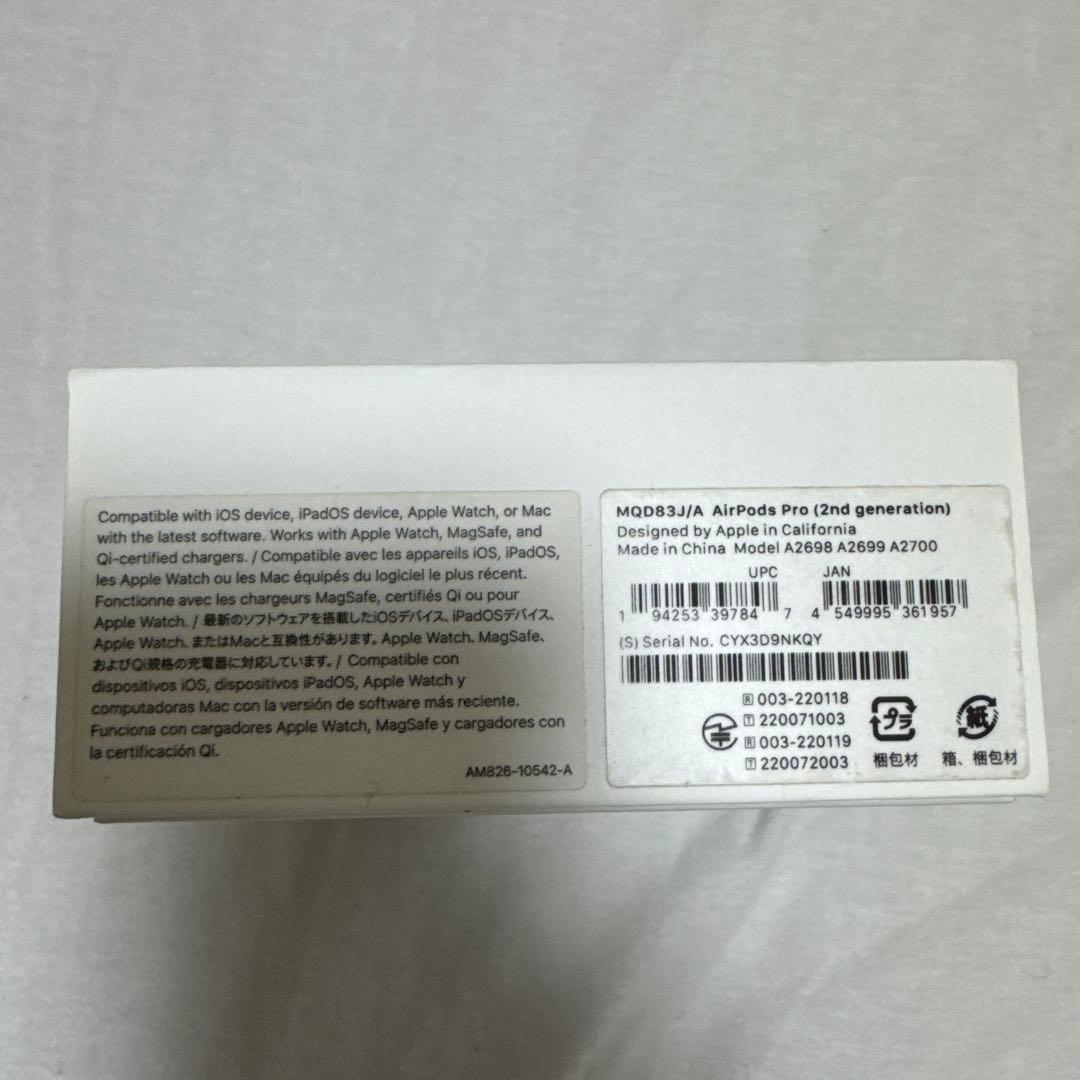 Compatible with iOS device, iPadOS device, Apple Watch, or Mac
with the latest software. Works with Apple Watch, MagSafe, and
Qi-certified chargers. / Compatible avec les appareils iOS, iPadOS,
les Apple Watch ou les Mac équipés du logiciel le plus récent.
Fonctionne avec les chargeurs MagSafe, certifiés Qi ou pour
Apple Watch. / 最新のソフトウェアを搭載したiOSデバイス、iPadOSデバイス、
Apple Watch、またはMacと互換性があります。Apple Watch、MagSafe、
およびQi規格の充電器に対応しています。/ Compatible con
dispositivos iOS, dispositivos iPadOS, Apple Watch y
computadoras Mac con la versión de software más reciente.
Funciona con cargadores Apple Watch, MagSafe y cargadores con
la certificación Qi.
AM826-10542-A
MQD83J/A AirPods Pro (2nd generation)
Designed by Apple in California
Made in China Model A2698 A2699 A2700
UPC JAN
1 94253 39784 7 4 549995 361957
(S) Serial No. CYX3D9NKQY
R 003-220118
T 220071003
R 003-220119
T 220072003
プラ 紙
梱包材 箱、梱包材